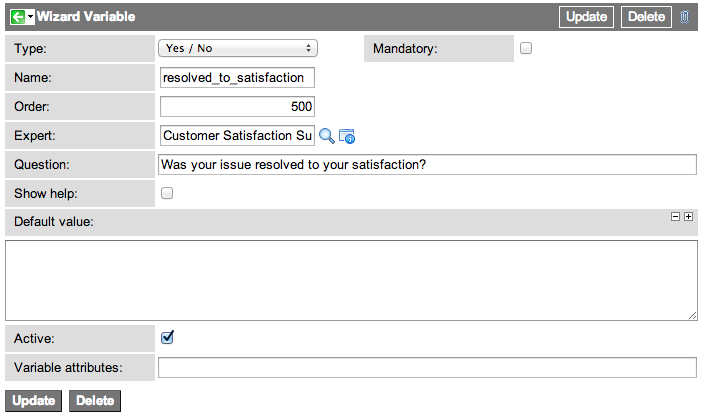 Wizard Variable Update Delete
Type: Yes / No Mandatory:
Name: resolved_to_satisfaction
Order: 500
Expert: Customer Satisfaction Su
Question: Was your issue resolved to your satisfaction?
Show help:
Default value:
Active:
Variable attributes:
Update Delete